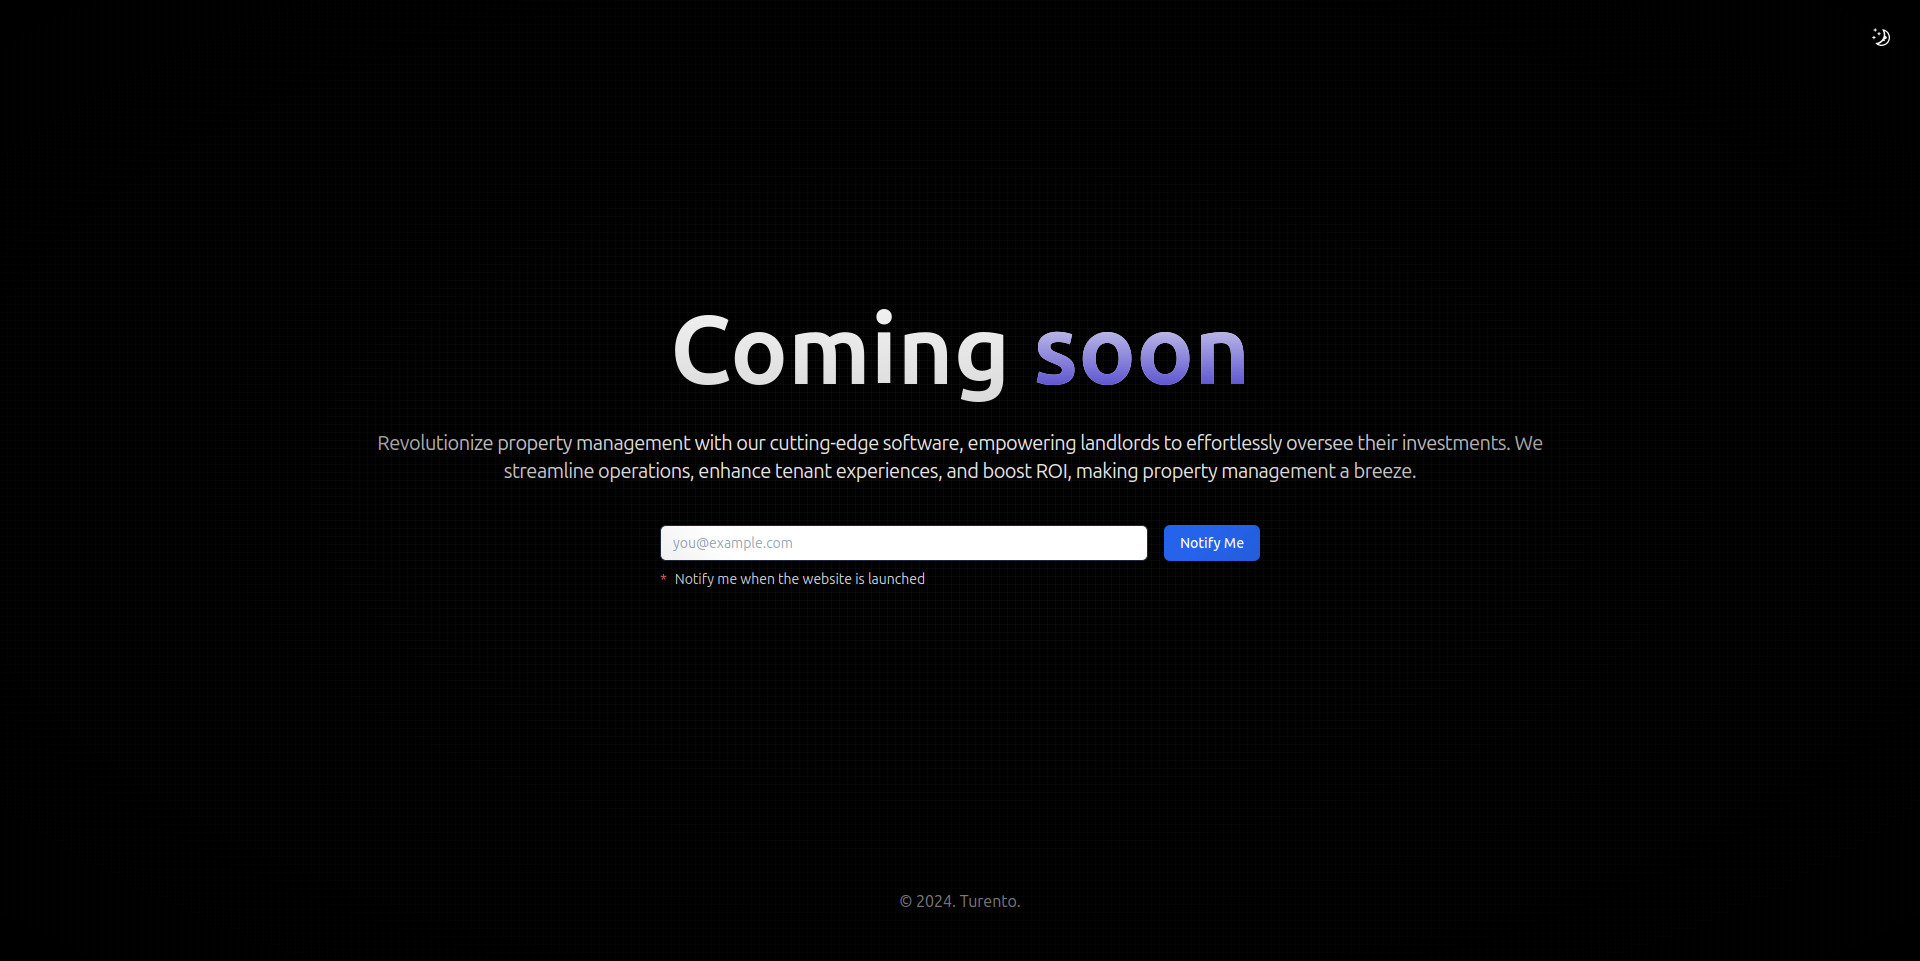 Coming soon
Revolutionize property management with our cutting-edge software, empowering landlords to effortlessly oversee their investments. We
streamline operations, enhance tenant experiences, and boost ROI, making property management a breeze.
you@example.com Notify Me
* Notify me when the website is launched
© 2024. Turento.